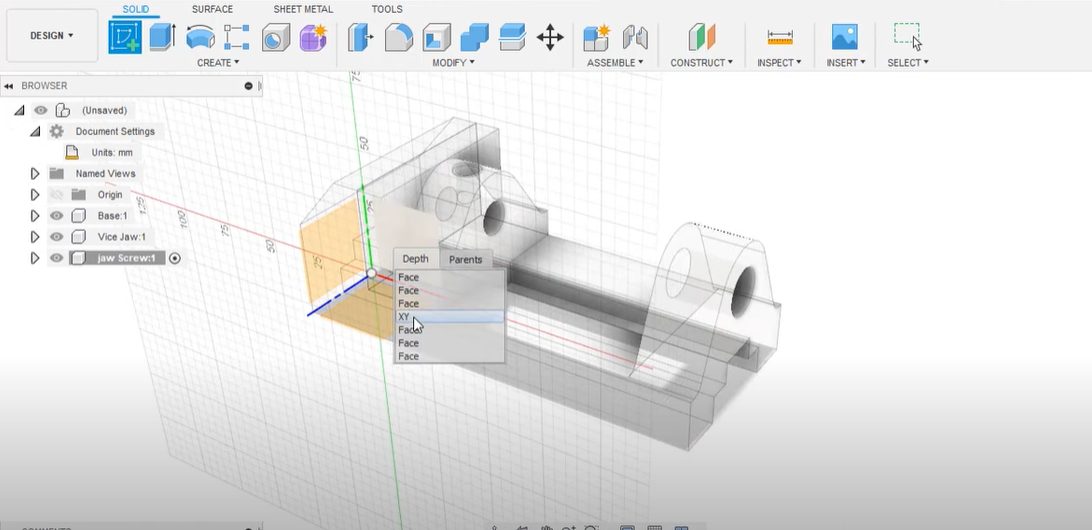 SOLID SURFACE SHEET METAL TOOLS
DESIGN
CREATE MODIFY ASSEMBLE CONSTRUCT INSPECT INSERT SELECT
BROWSER
(Unsaved)
Document Settings
Units: mm
Named Views
Origin
Base:1
Vice Jaw:1
jaw Screw:1
75
50
25
125
100
75
50
25
Depth Parents
Face
Face
Face
XY
Face
Face
Face
COMMENTS